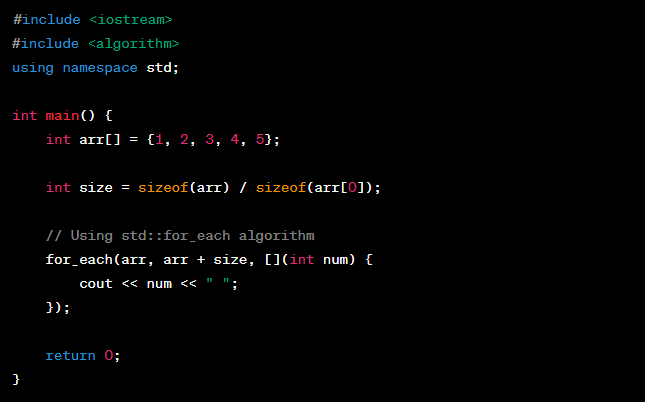 #include <iostream>
#include <algorithm>
using namespace std;
int main() {
    int arr[] = {1, 2, 3, 4, 5};
    int size = sizeof(arr) / sizeof(arr[0]);
    // Using std::for_each algorithm
    for_each(arr, arr + size, [](int num) {
        cout << num << " ";
    });
    return 0;
}